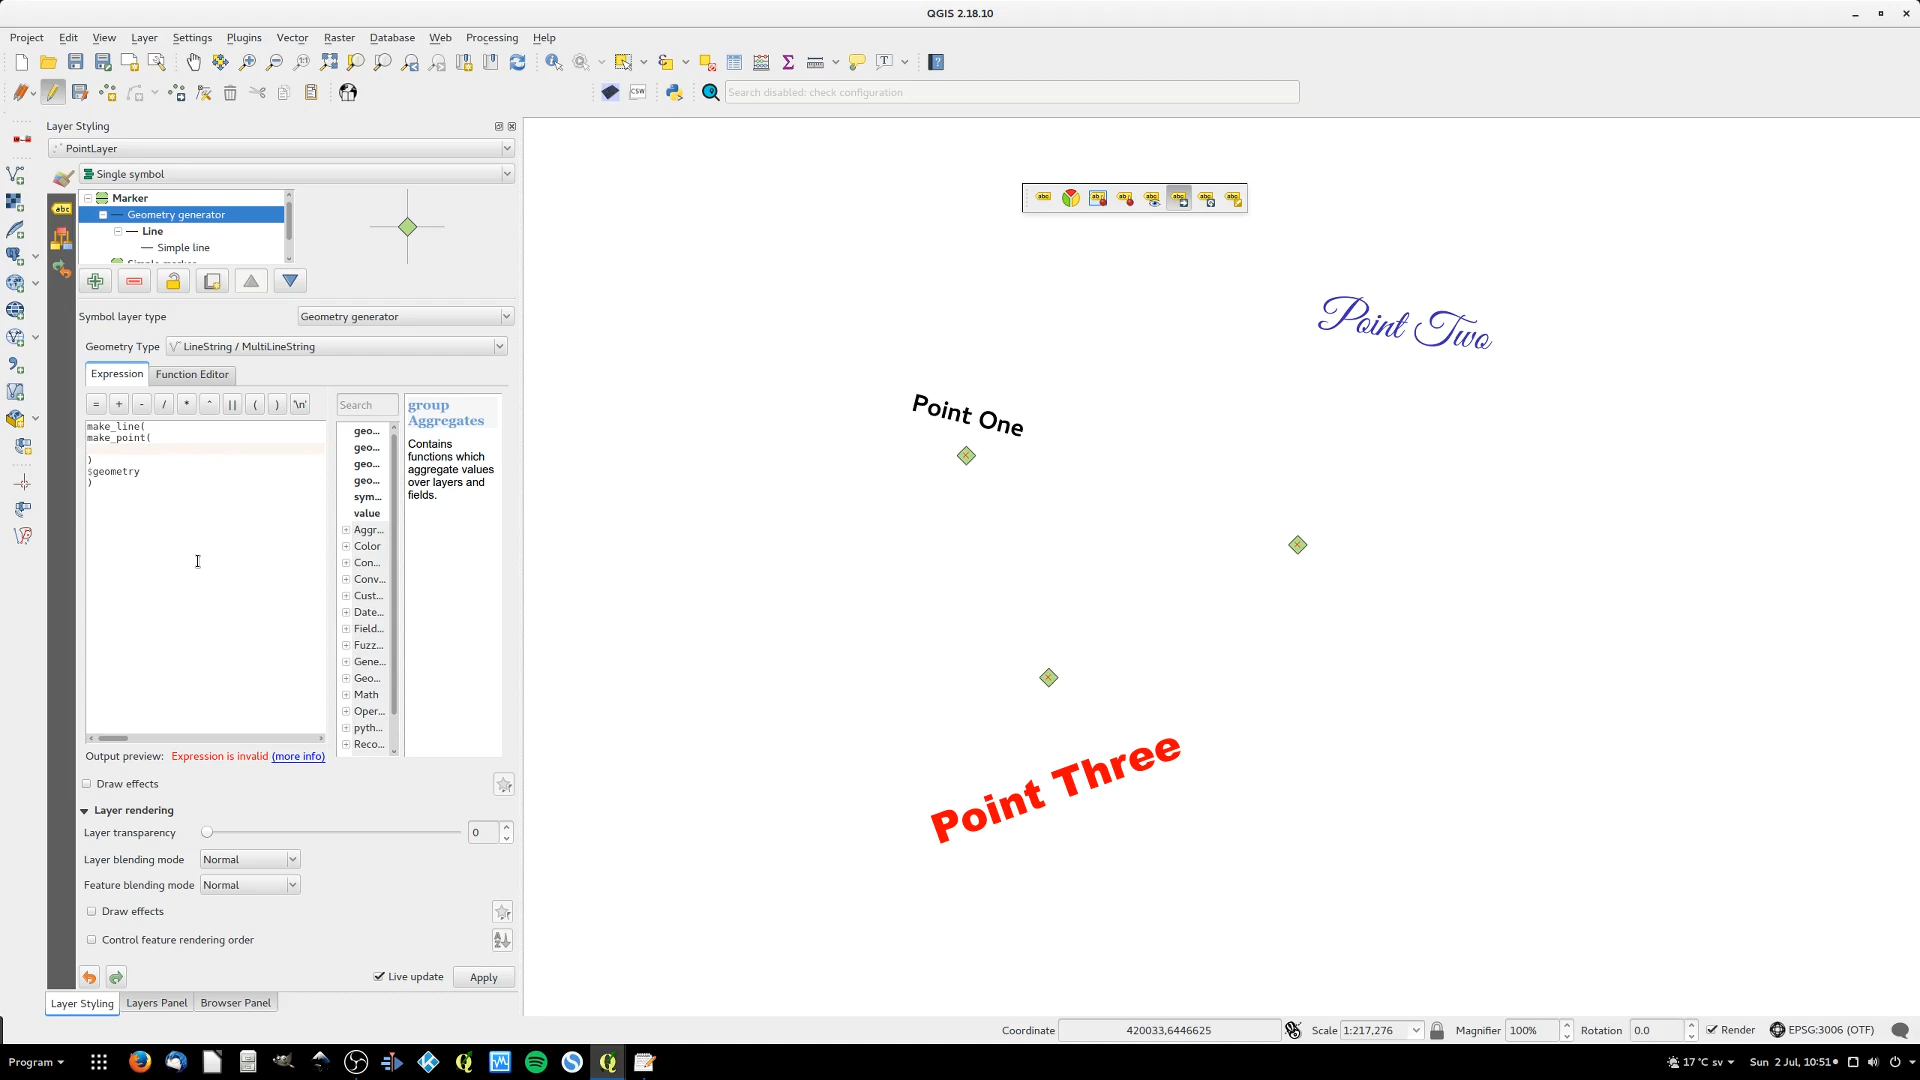 QGIS 2.18.10
Project Edit View Layer Settings Plugins Vector Raster Database Web Processing Help
CSW Search disabled: check configuration
Layer Styling
PointLayer
Single symbol
Marker
Geometry generator
Line
Simple line
Symbol layer type Geometry generator
Geometry Type LineString / MultiLineString
Expression Function Editor
= + - / * ^ || ( ) '\n'
Search
make_line(
make_point(
)
$geometry
)
geo...
geo...
geo...
geo...
sym...
value
Aggr...
Color
Con...
Conv...
Cust...
Date...
Field...
Fuzz...
Gene...
Geo...
Math
Oper...
pyth...
Reco...
group
Aggregates
Contains
functions which
aggregate values
over layers and
fields.
Output preview: Expression is invalid (more info)
Draw effects
Layer rendering
Layer transparency 0
Layer blending mode Normal
Feature blending mode Normal
Draw effects
Control feature rendering order
Live update Apply
Layer Styling Layers Panel Browser Panel
Point Two
Point One
Point Three
Coordinate 420033,6446625 Scale 1:217,276 Magnifier 100% Rotation 0.0 Render EPSG:3006 (OTF)
Program 17 °C sv Sun 2 Jul, 10:51